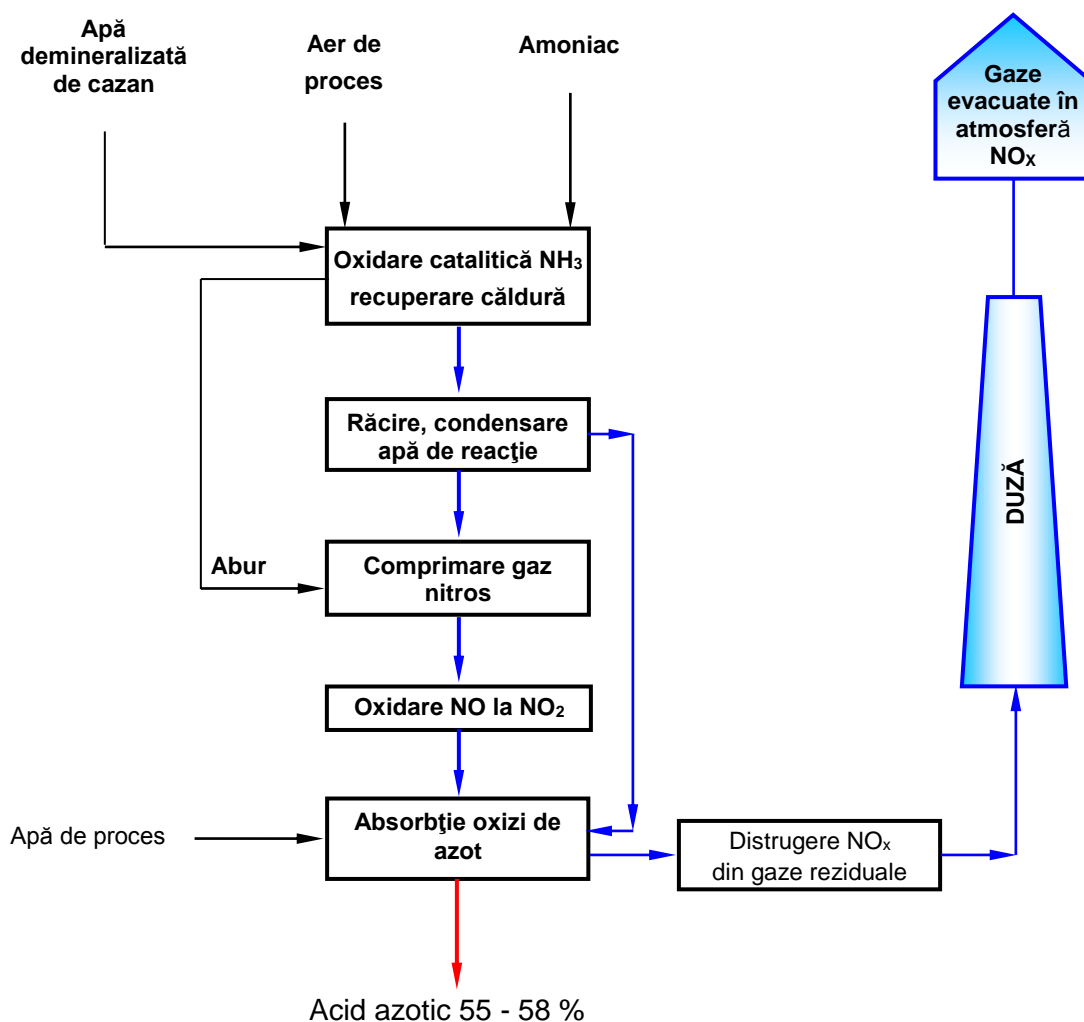 Apă
demineralizată
de cazan
Aer de
proces
Amoniac
Gaze
evacuate în
atmosferă
NOX
Oxidare catalitică NH3
recuperare căldură
Răcire, condensare
apă de reacţie
Abur
Comprimare gaz
nitros
Oxidare NO la NO2
Apă de proces
Absorbţie oxizi de
azot
Distrugere NOx
din gaze reziduale
DUZĂ
Acid azotic 55 - 58 %